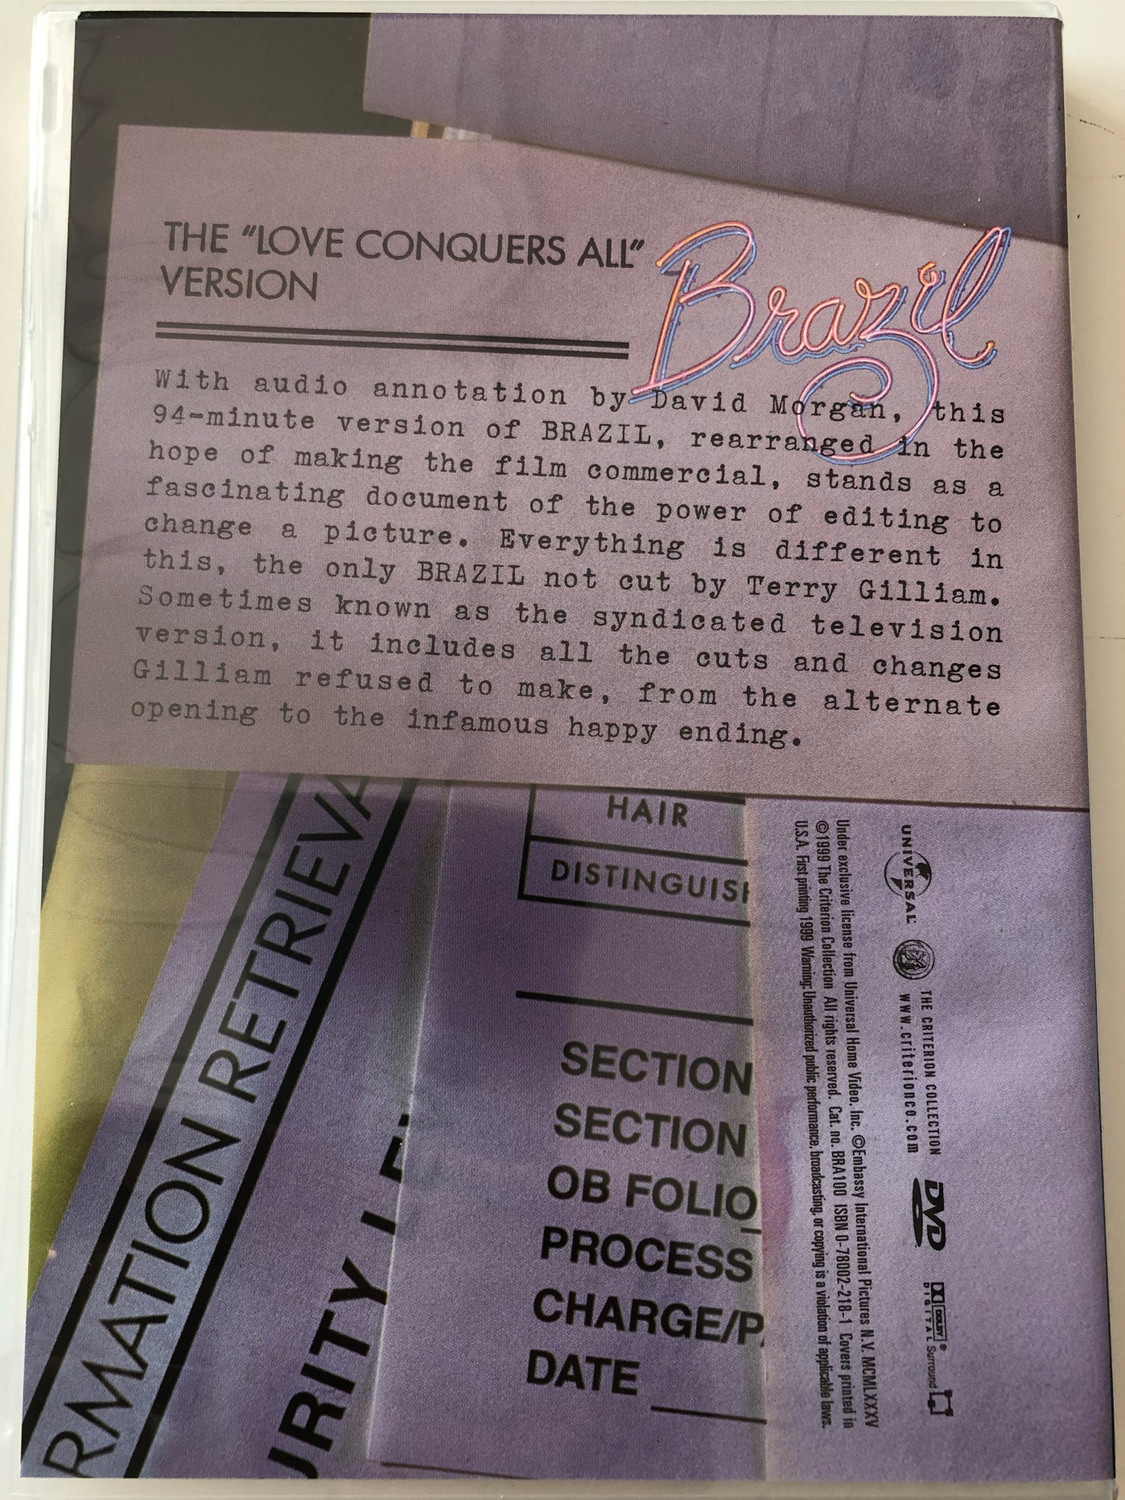 THE "LOVE CONQUERS ALL"
VERSION
Brazil
With audio annotation by David Morgan, this
94-minute version of BRAZIL, rearranged in the
hope of making the film commercial, stands as a
fascinating document of the power of editing to
change a picture. Everything is different in
this, the only BRAZIL not cut by Terry Gilliam.
Sometimes known as the syndicated television
version, it includes all the cuts and changes
Gilliam refused to make, from the alternate
opening to the infamous happy ending.
RMATION RETRIEVA
URITY LE
HAIR
DISTINGUISH
SECTION
SECTION
OB FOLIO
PROCESS
CHARGE/P
DATE
UNIVERSAL
THE CRITERION COLLECTION
www.criterionco.com
DVD
DOLBY
DIGITAL
Surround
Under exclusive license from Universal Home Video, Inc. ©Embassy International Pictures N.V. MCMLXXXV
©1999 The Criterion Collection All rights reserved. Cat. no. BRA100 ISBN 0-78002-218-1 Covers printed in
U.S.A. First printing 1999 Warning: Unauthorized public performance, broadcasting, or copying is a violation of applicable laws.